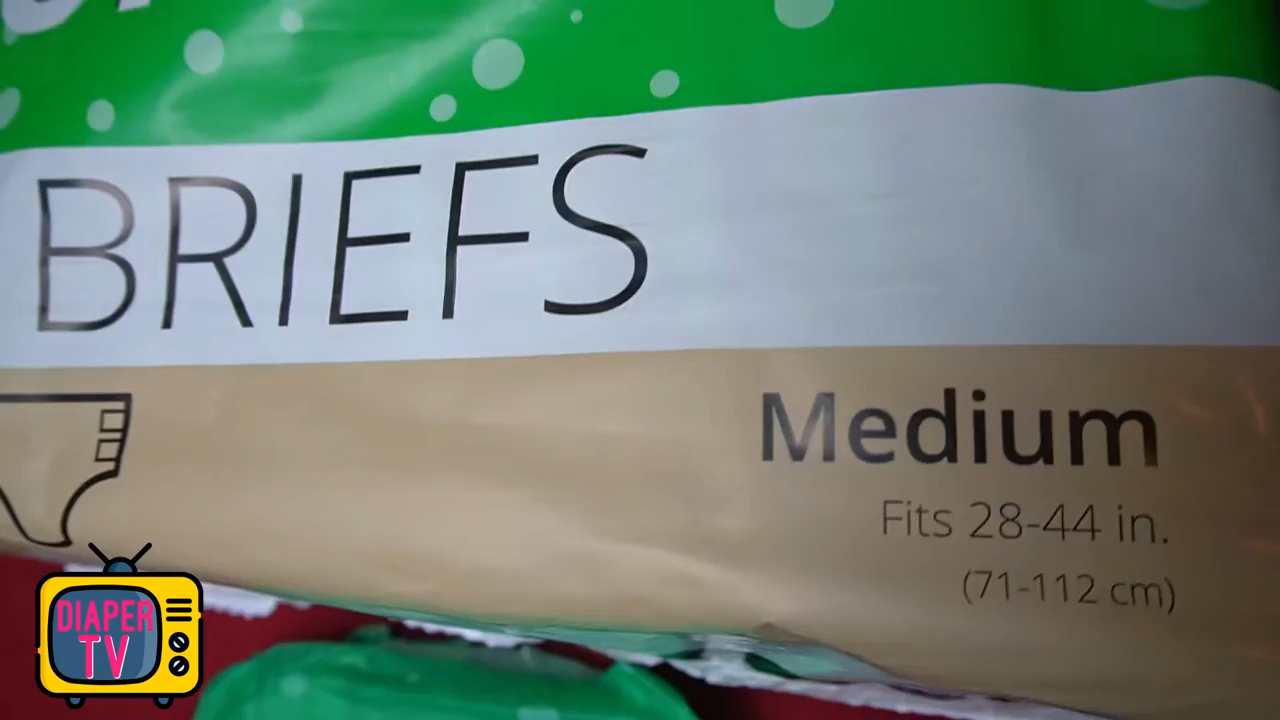 BRIEFS
Medium
Fits 28-44 in.
(71-112 cm)
DIAPER
TV